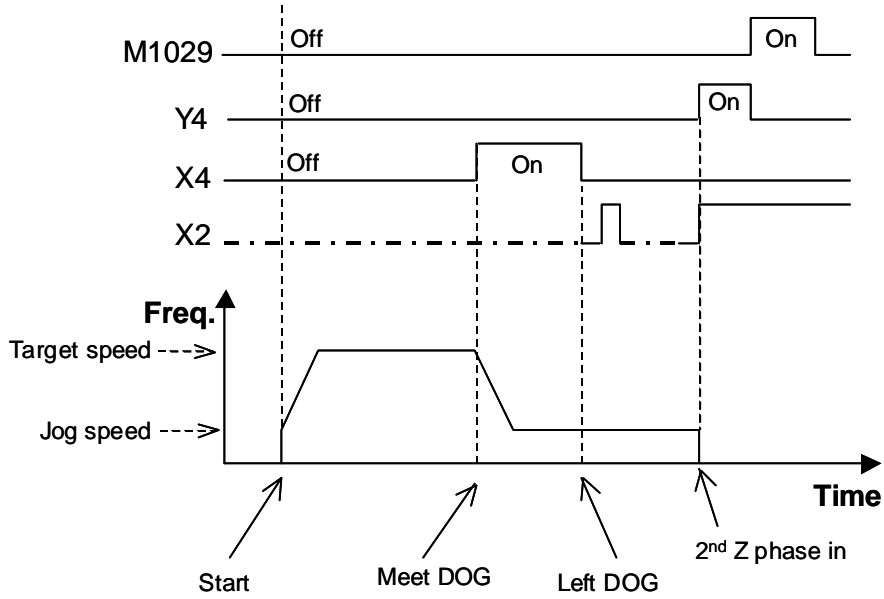 M1029
Off
On
Y4
Off
On
X4
Off
On
X2
Freq.
Target speed
Jog speed
Time
Start
Meet DOG
Left DOG
2nd Z phase in